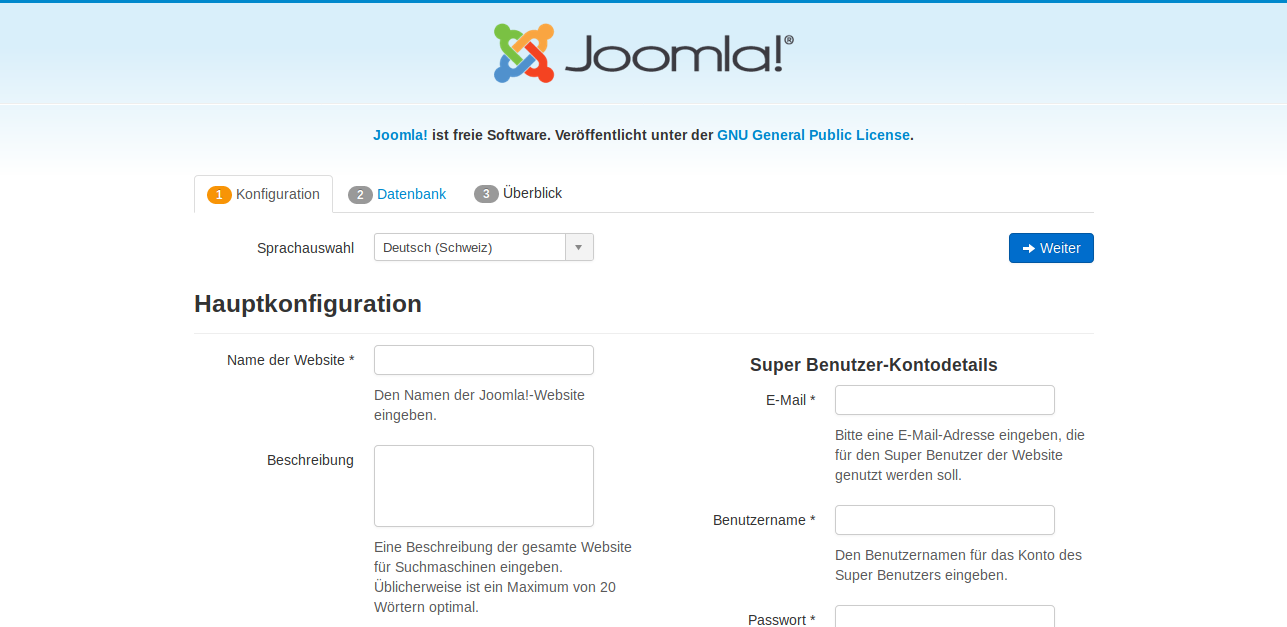 Joomla!®
Joomla! ist freie Software. Veröffentlicht unter der GNU General Public License.
1 Konfiguration
2 Datenbank
3 Überblick
Sprachauswahl
Deutsch (Schweiz)
Weiter
Hauptkonfiguration
Name der Website *
Den Namen der Joomla!-Website
eingeben.
Beschreibung
Eine Beschreibung der gesamte Website
für Suchmaschinen eingeben.
Üblicherweise ist ein Maximum von 20
Wörtern optimal.
Super Benutzer-Kontodetails
E-Mail *
Bitte eine E-Mail-Adresse eingeben, die
für den Super Benutzer der Website
genutzt werden soll.
Benutzername *
Den Benutzernamen für das Konto des
Super Benutzers eingeben.
Passwort *